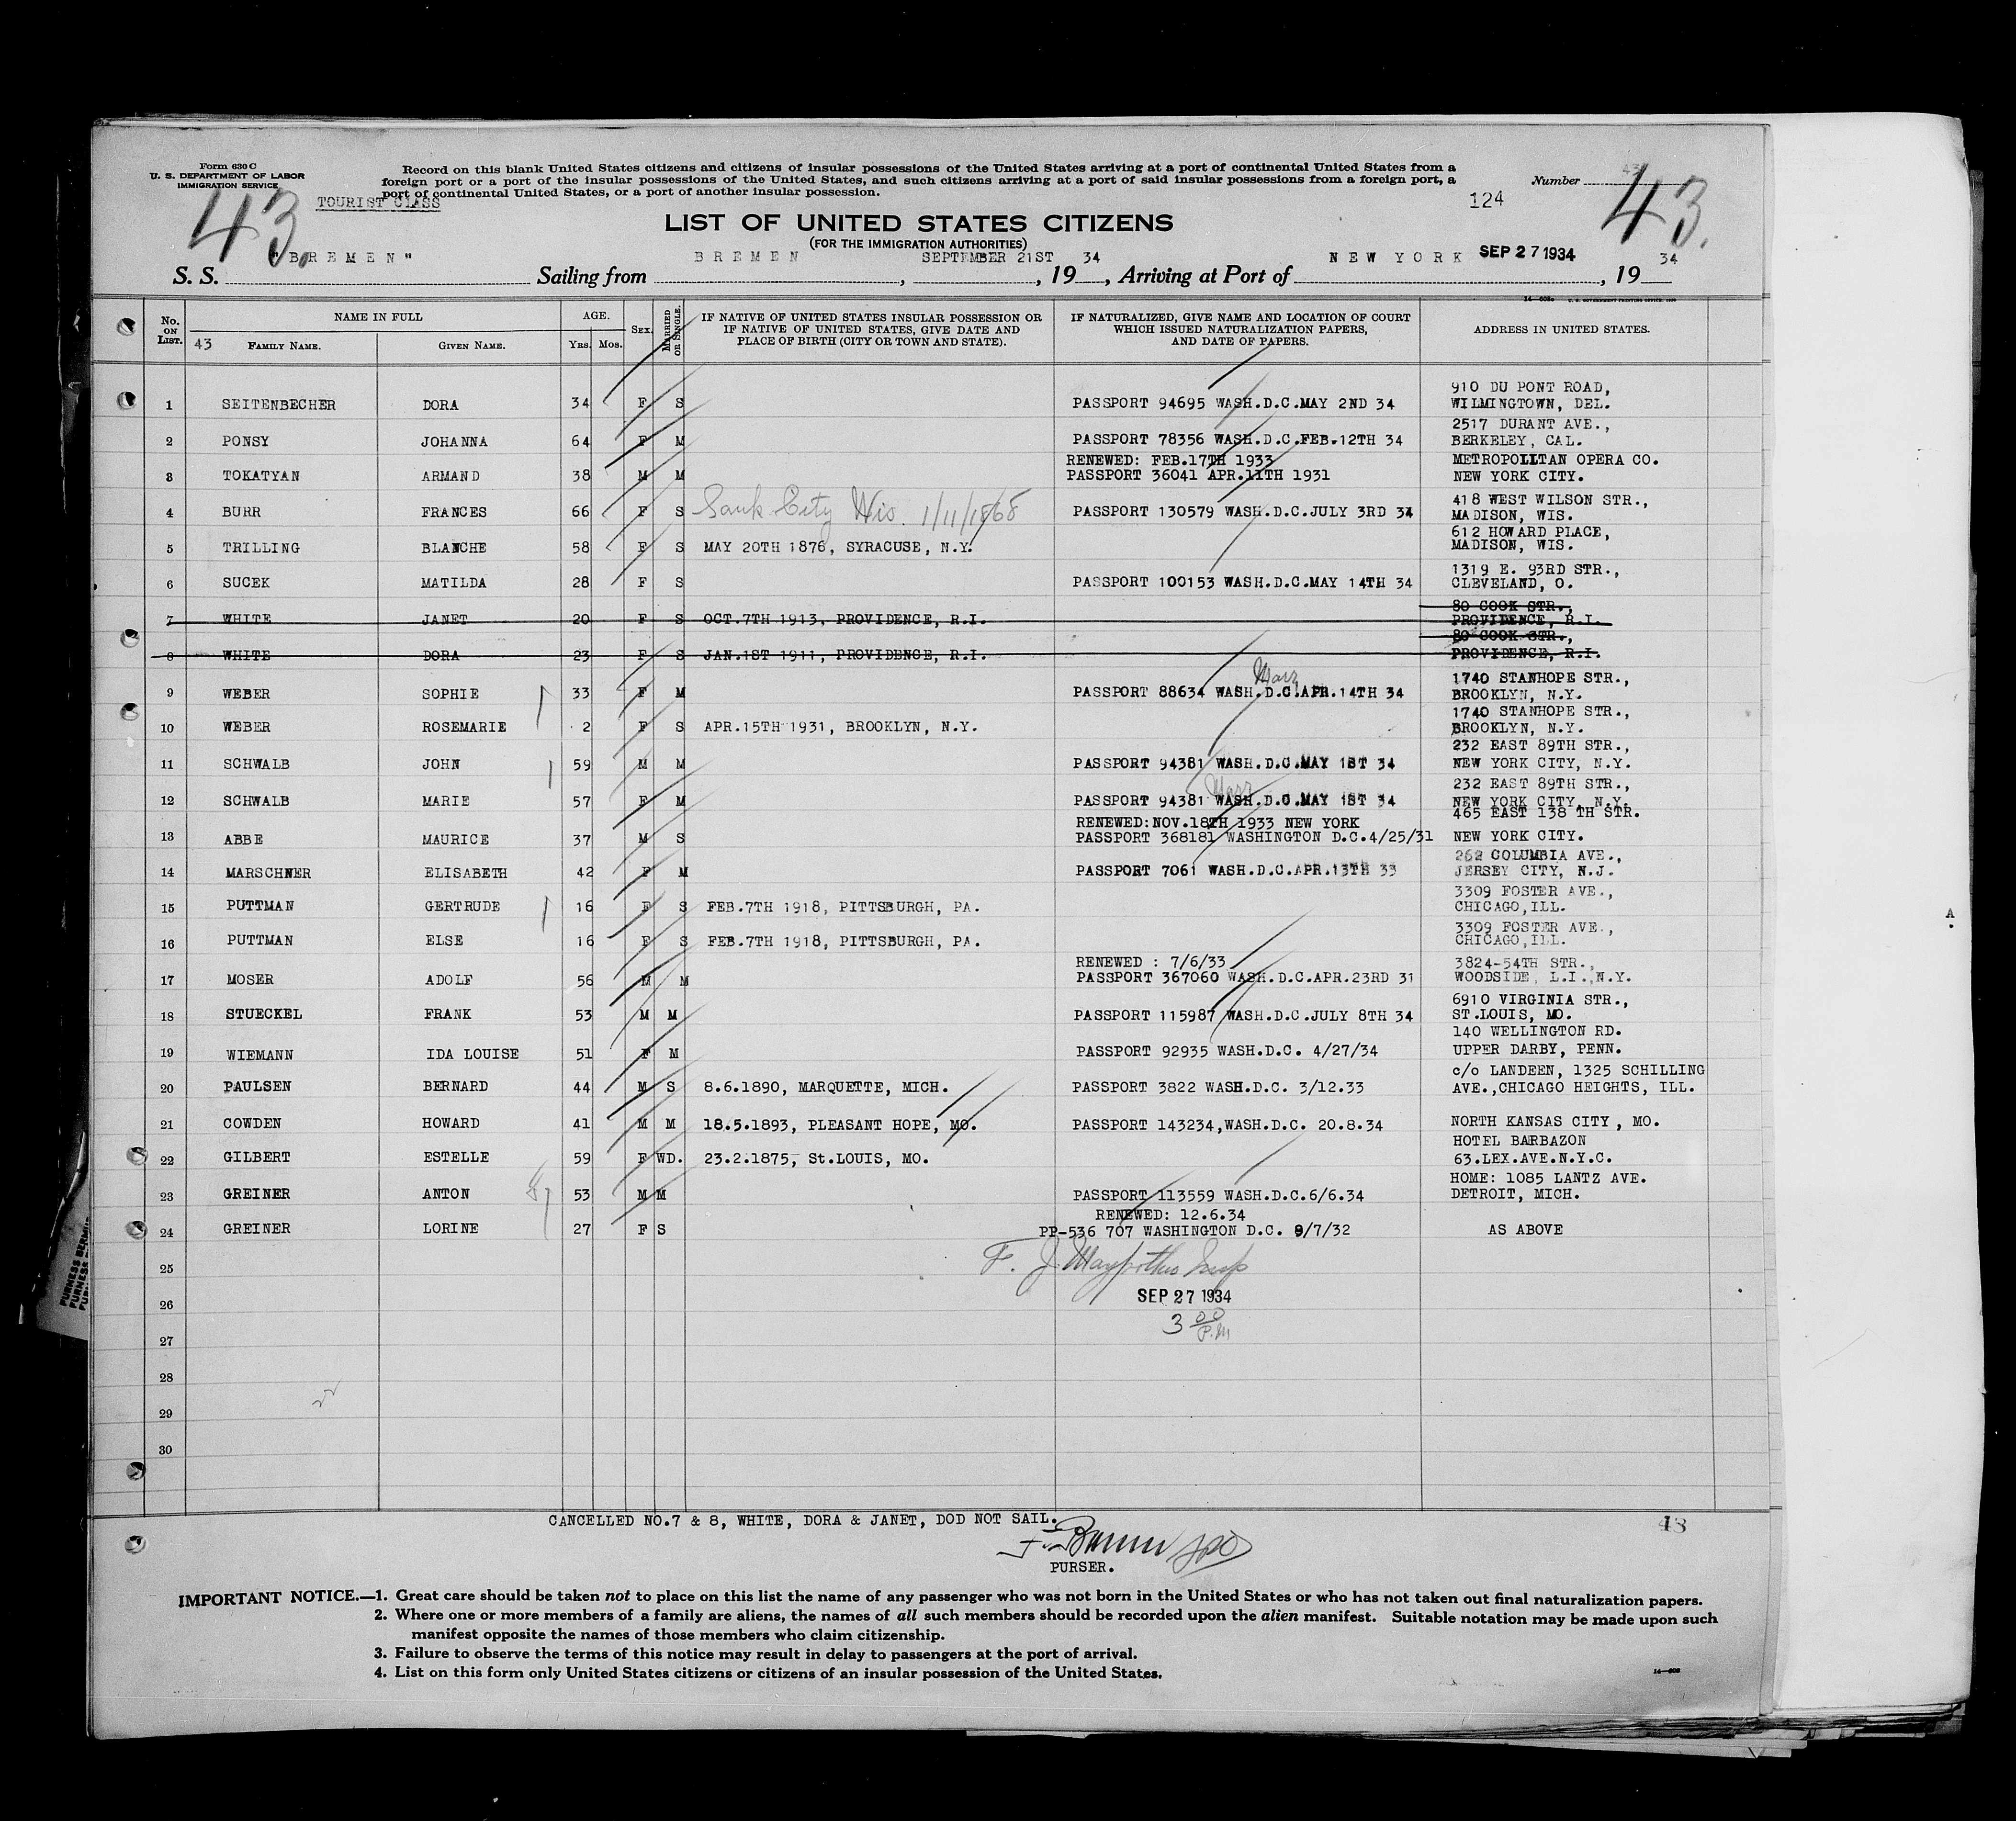 Form 630 C
U. S. DEPARTMENT OF LABOR
IMMIGRATION SERVICE
Record on this blank United States citizens and citizens of insular possessions of the United States arriving at a port of continental United States from a
foreign port or a port of the insular possessions of the United States, and such citizens arriving at a port of said insular possessions from a foreign port, a
port of continental United States, or a port of another insular possession.
Number 43
TOURIST CLASS
124
43.
43.
LIST OF UNITED STATES CITIZENS
(FOR THE IMMIGRATION AUTHORITIES)
S. S. "BREMEN" Sailing from BREMEN, SEPTEMBER 21ST, 1934, Arriving at Port of NEW YORK SEP 27 1934, 1934
No. ON LIST. NAME IN FULL AGE. SEX. MARRIED OR SINGLE. IF NATIVE OF UNITED STATES INSULAR POSSESSION OR IF NATIVE OF UNITED STATES, GIVE DATE AND PLACE OF BIRTH (CITY OR TOWN AND STATE). IF NATURALIZED, GIVE NAME AND LOCATION OF COURT WHICH ISSUED NATURALIZATION PAPERS, AND DATE OF PAPERS. ADDRESS IN UNITED STATES.
43 FAMILY NAME. GIVEN NAME. YRS. MOS.
1 SEITENBECHER DORA 34 F S PASSPORT 94695 WASH.D.C.MAY 2ND 34 910 DU PONT ROAD, WILMINGTOWN, DEL.
2 PONSY JOHANNA 64 F M PASSPORT 78356 WASH.D.C.FEB.12TH 34 2517 DURANT AVE., BERKELEY, CAL.
3 TOKATYAN ARMAND 38 M M RENEWED: FEB.17TH 1933 PASSPORT 36041 APR.11TH 1931 METROPOLITAN OPERA CO. NEW YORK CITY.
4 BURR FRANCES 66 F S Sauk City Wis. 1/11/1868 PASSPORT 130579 WASH.D.C.JULY 3RD 34 418 WEST WILSON STR., MADISON, WIS.
5 TRILLING BLANCHE 58 F S MAY 20TH 1876, SYRACUSE, N.Y. 612 HOWARD PLACE, MADISON, WIS.
6 SUCEK MATILDA 28 F S PASSPORT 100153 WASH.D.C.MAY 14TH 34 1319 E. 93RD STR., CLEVELAND, O.
7 WHITE JANET 20 F S OCT.7TH 1913, PROVIDENCE, R.I. 80 COOK STR., PROVIDENCE, R.I.
8 WHITE DORA 23 F S JAN.1ST 1911, PROVIDENCE, R.I. 80 COOK STR., PROVIDENCE, R.I.
9 WEBER SOPHIE 33 F M PASSPORT 88634 WASH.D.C.APR.14TH 34 1740 STANHOPE STR., BROOKLYN, N.Y.
10 WEBER ROSEMARIE 2 F S APR.15TH 1931, BROOKLYN, N.Y. 1740 STANHOPE STR., BROOKLYN, N.Y.
11 SCHWALB JOHN 59 M M PASSPORT 94381 WASH.D.C.MAY 1ST 34 232 EAST 89TH STR., NEW YORK CITY, N.Y.
12 SCHWALB MARIE 57 F M PASSPORT 94381 WASH.D.C.MAY 1ST 34 232 EAST 89TH STR., NEW YORK CITY, N.Y.
13 ABBE MAURICE 37 M S RENEWED:NOV.18TH 1933 NEW YORK PASSPORT 368181 WASHINGTON D.C.4/25/31 465 EAST 138 TH STR. NEW YORK CITY.
14 MARSCHNER ELISABETH 42 F M PASSPORT 7061 WASH.D.C.APR.13TH 33 262 COLUMBIA AVE., JERSEY CITY, N.J.
15 PUTTMAN GERTRUDE 16 F S FEB.7TH 1918, PITTSBURGH, PA. 3309 FOSTER AVE., CHICAGO,ILL.
16 PUTTMAN ELSE 16 F S FEB.7TH 1918, PITTSBURGH, PA. 3309 FOSTER AVE., CHICAGO,ILL.
17 MOSER ADOLF 56 M M RENEWED : 7/6/33 PASSPORT 367060 WASH.D.C.APR.23RD 31 3824-54TH STR., WOODSIDE, L.I.,N.Y.
18 STUECKEL FRANK 53 M M PASSPORT 115987 WASH.D.C.JULY 8TH 34 6910 VIRGINIA STR., ST.LOUIS, MO.
19 WIEMANN IDA LOUISE 51 F M PASSPORT 92935 WASH.D.C. 4/27/34 140 WELLINGTON RD. UPPER DARBY, PENN.
20 PAULSEN BERNARD 44 M S 8.6.1890, MARQUETTE, MICH. PASSPORT 3822 WASH.D.C. 3/12.33 c/o LANDEEN, 1325 SCHILLING AVE.,CHICAGO HEIGHTS, ILL.
21 COWDEN HOWARD 41 M M 18.5.1893, PLEASANT HOPE, MO. PASSPORT 143234,WASH.D.C. 20.8.34 NORTH KANSAS CITY, MO.
22 GILBERT ESTELLE 59 F WD. 23.2.1875, St.LOUIS, MO. HOTEL BARBAZON 63.LEX.AVE.N.Y.C.
23 GREINER ANTON 53 M M PASSPORT 113559 WASH.D.C.6/6.34 HOME: 1085 LANTZ AVE. DETROIT, MICH.
24 GREINER LORINE 27 F S RENEWED: 12.6.34 PP-536 707 WASHINGTON D.C. 9/7/32 AS ABOVE
25 F. J.
26 SEP 27 1934
27 3 00 P.M
28
29
30
CANCELLED NO.7 & 8, WHITE, DORA & JANET, DOD NOT SAIL.
43
PURSER.
IMPORTANT NOTICE.—1. Great care should be taken not to place on this list the name of any passenger who was not born in the United States or who has not taken out final naturalization papers.
2. Where one or more members of a family are aliens, the names of all such members should be recorded upon the alien manifest. Suitable notation may be made upon such
manifest opposite the names of those members who claim citizenship.
3. Failure to observe the terms of this notice may result in delay to passengers at the port of arrival.
4. List on this form only United States citizens or citizens of an insular possession of the United States.